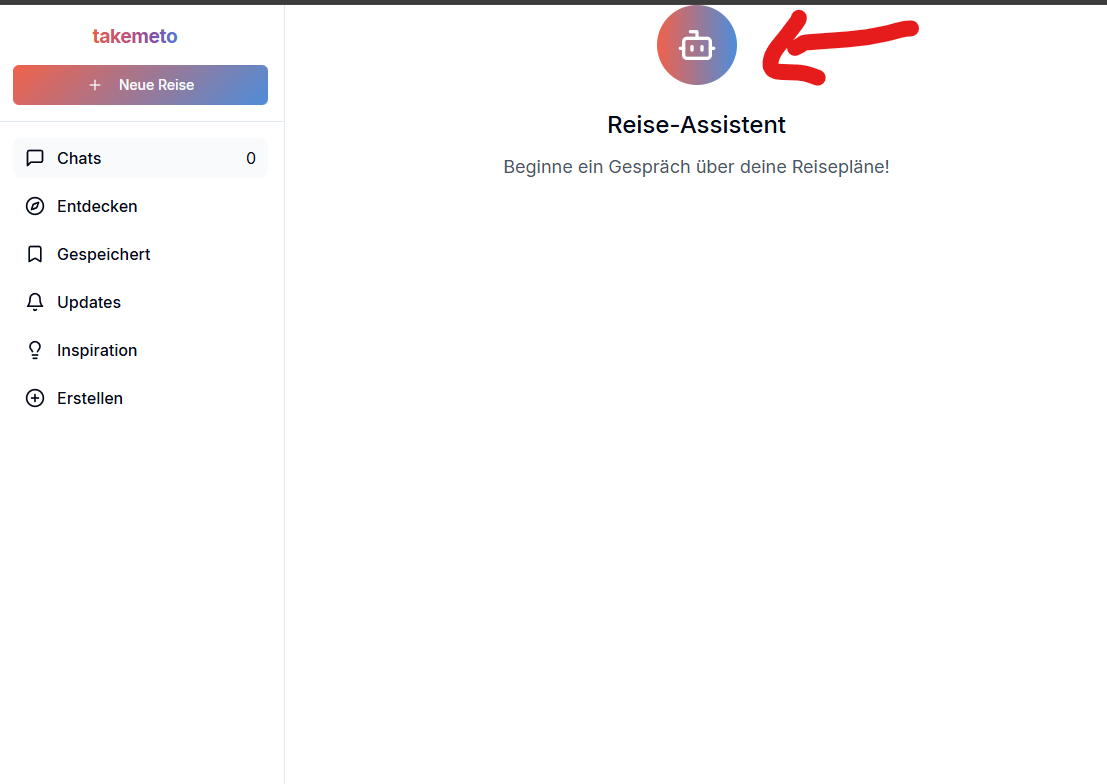 takemeto
Neue Reise
Chats 0
Entdecken
Gespeichert
Updates
Inspiration
Erstellen
Reise-Assistent
Beginne ein Gespräch über deine Reisepläne!